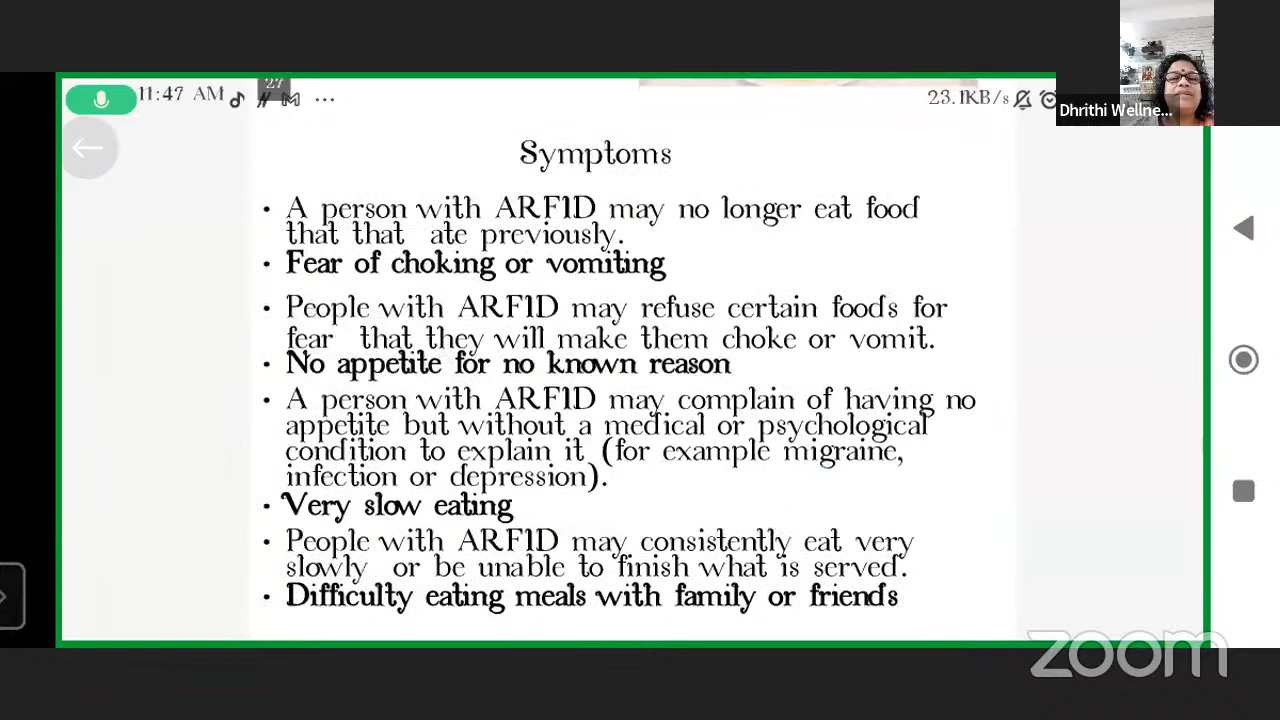 27
11:47 AM
...
23.1KB/s
Dhrithi Wellne...
Symptoms
• A person with ARFID may no longer eat food
that that ate previously.
• Fear of choking or vomiting
• People with ARFID may refuse certain foods for
fear that they will make them choke or vomit.
• No appetite for no known reason
• A person with ARFID may complain of having no
appetite but without a medical or psychological
condition to explain it (for example migraine,
infection or depression).
• Very slow eating
• People with ARFID may consistently eat very
slowly or be unable to finish what is served.
• Difficulty eating meals with family or friends
zoom